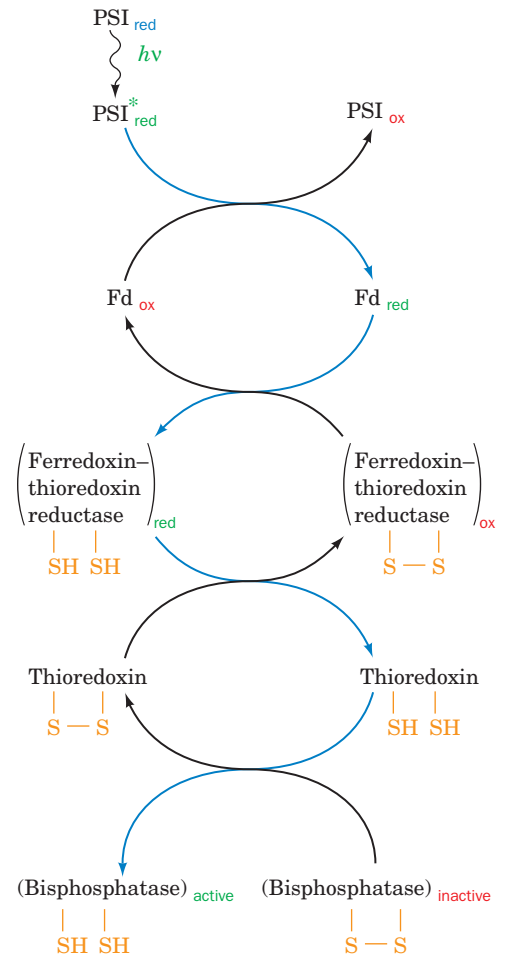 PSI red
hν
PSI* red PSI ox
Fd ox Fd red
(Ferredoxin– (Ferredoxin–
thioredoxin thioredoxin
reductase) red reductase) ox
SH SH S — S
Thioredoxin Thioredoxin
S — S SH SH
(Bisphosphatase) active (Bisphosphatase) inactive
SH SH S — S